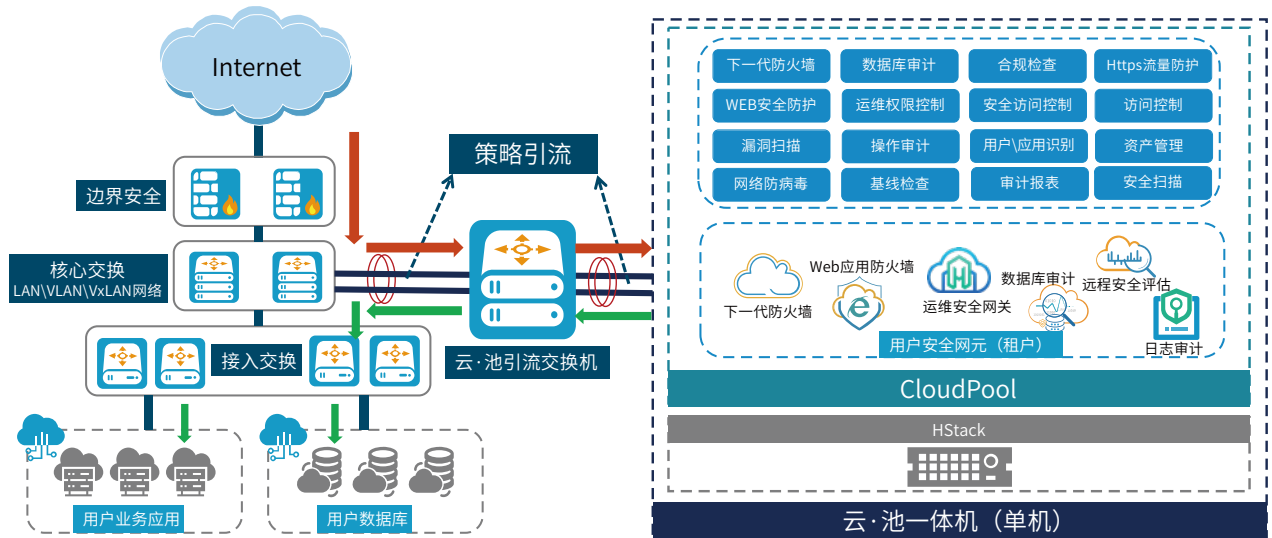 Internet
边界安全
核心交换
LAN\VLAN\VxLAN网络
接入交换
用户业务应用
用户数据库
策略引流
云·池引流交换机
下一代防火墙
数据库审计
合规检查
Https流量防护
WEB安全防护
运维权限控制
安全访问控制
访问控制
漏洞扫描
操作审计
用户\应用识别
资产管理
网络防病毒
基线检查
审计报表
安全扫描
下一代防火墙
Web应用防火墙
运维安全网关
数据库审计
远程安全评估
日志审计
用户安全网元（租户）
CloudPool
HStack
云·池一体机（单机）